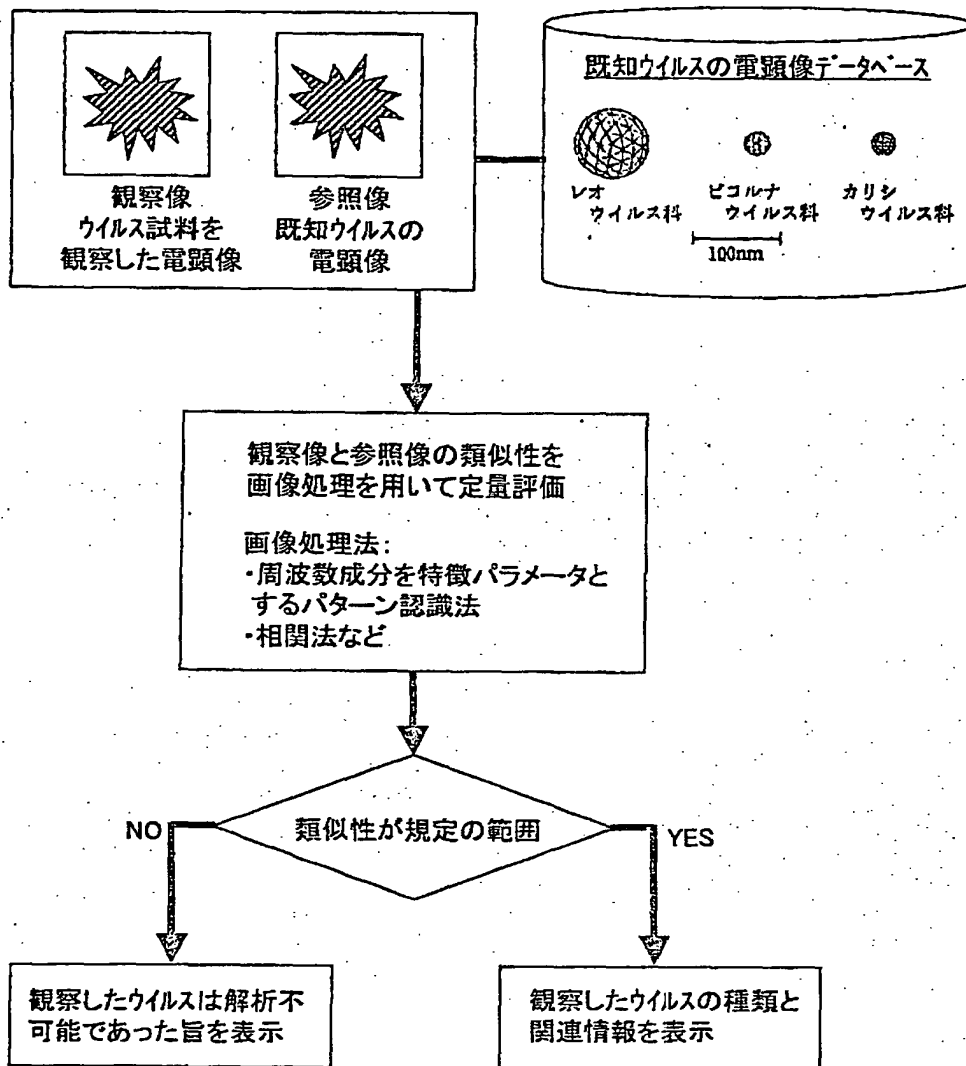 観察像
ウイルス試料を
観察した電顕像
参照像
既知ウイルスの
電顕像
既知ウイルスの電顕像データベース
レオ
ウイルス科
ピコルナ
ウイルス科
カリシ
ウイルス科
100nm
観察像と参照像の類似性を
画像処理を用いて定量評価
画像処理法:
・周波数成分を特徴パラメータと
するパターン認識法
・相関法など
類似性が規定の範囲
NO
YES
観察したウイルスは解析不
可能であった旨を表示
観察したウイルスの種類と
関連情報を表示